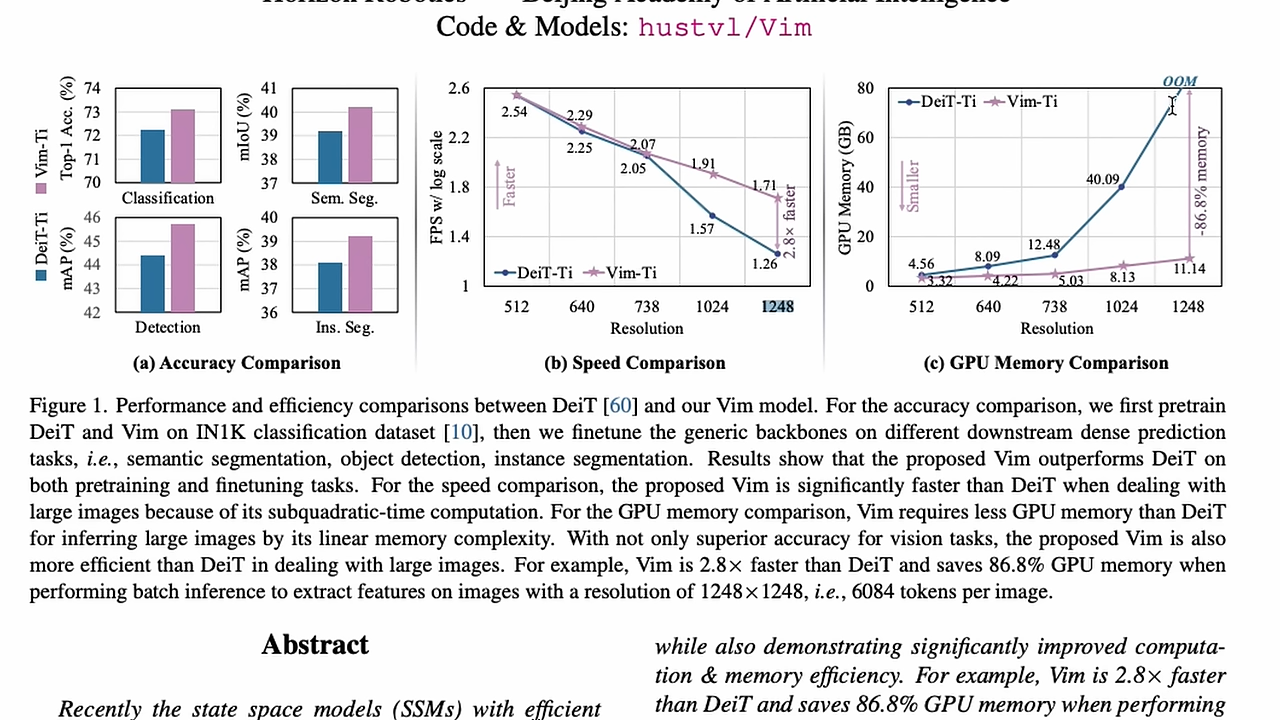 Horizon Robotics Beijing Academy of Artificial Intelligence
Code & Models: hustvl/Vim
Vim-Ti
DeiT-Ti
Top-1 Acc. (%)
74
73
72
71
70
Classification
mIoU (%)
41
40
39
38
37
Sem. Seg.
mAP (%)
46
45
44
43
42
Detection
mAP (%)
40
39
38
37
36
Ins. Seg.
(a) Accuracy Comparison
FPS w/ log scale
2.6
2.2
1.8
1.4
1
2.54
2.29
2.25
2.07
2.05
1.91
1.57
1.71
1.26
Faster
2.8× faster
DeiT-Ti Vim-Ti
512 640 738 1024 1248
Resolution
(b) Speed Comparison
GPU Memory (GB)
80
60
40
20
0
DeiT-Ti Vim-Ti
OOM
Smaller
-86.8% memory
40.09
12.48
8.09
4.56
3.32
4.22
5.03
8.13
11.14
512 640 738 1024 1248
Resolution
(c) GPU Memory Comparison
Figure 1. Performance and efficiency comparisons between DeiT [60] and our Vim model. For the accuracy comparison, we first pretrain
DeiT and Vim on IN1K classification dataset [10], then we finetune the generic backbones on different downstream dense prediction
tasks, i.e., semantic segmentation, object detection, instance segmentation. Results show that the proposed Vim outperforms DeiT on
both pretraining and finetuning tasks. For the speed comparison, the proposed Vim is significantly faster than DeiT when dealing with
large images because of its subquadratic-time computation. For the GPU memory comparison, Vim requires less GPU memory than DeiT
for inferring large images by its linear memory complexity. With not only superior accuracy for vision tasks, the proposed Vim is also
more efficient than DeiT in dealing with large images. For example, Vim is 2.8× faster than DeiT and saves 86.8% GPU memory when
performing batch inference to extract features on images with a resolution of 1248×1248, i.e., 6084 tokens per image.
Abstract
Recently the state space models (SSMs) with efficient
while also demonstrating significantly improved computa-
tion & memory efficiency. For example, Vim is 2.8× faster
than DeiT and saves 86.8% GPU memory when performing